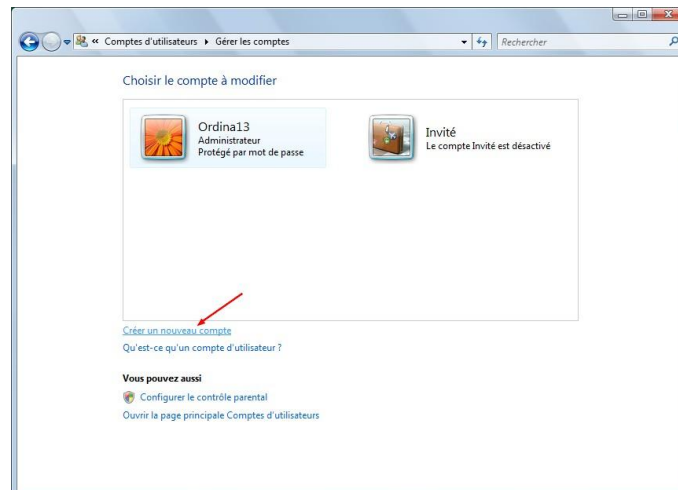 « Comptes d'utilisateurs ▸ Gérer les comptes
Rechercher
Choisir le compte à modifier
Ordina13
Administrateur
Protégé par mot de passe
Invité
Le compte Invité est désactivé
Créer un nouveau compte
Qu'est-ce qu'un compte d'utilisateur ?
Vous pouvez aussi
Configurer le contrôle parental
Ouvrir la page principale Comptes d'utilisateurs